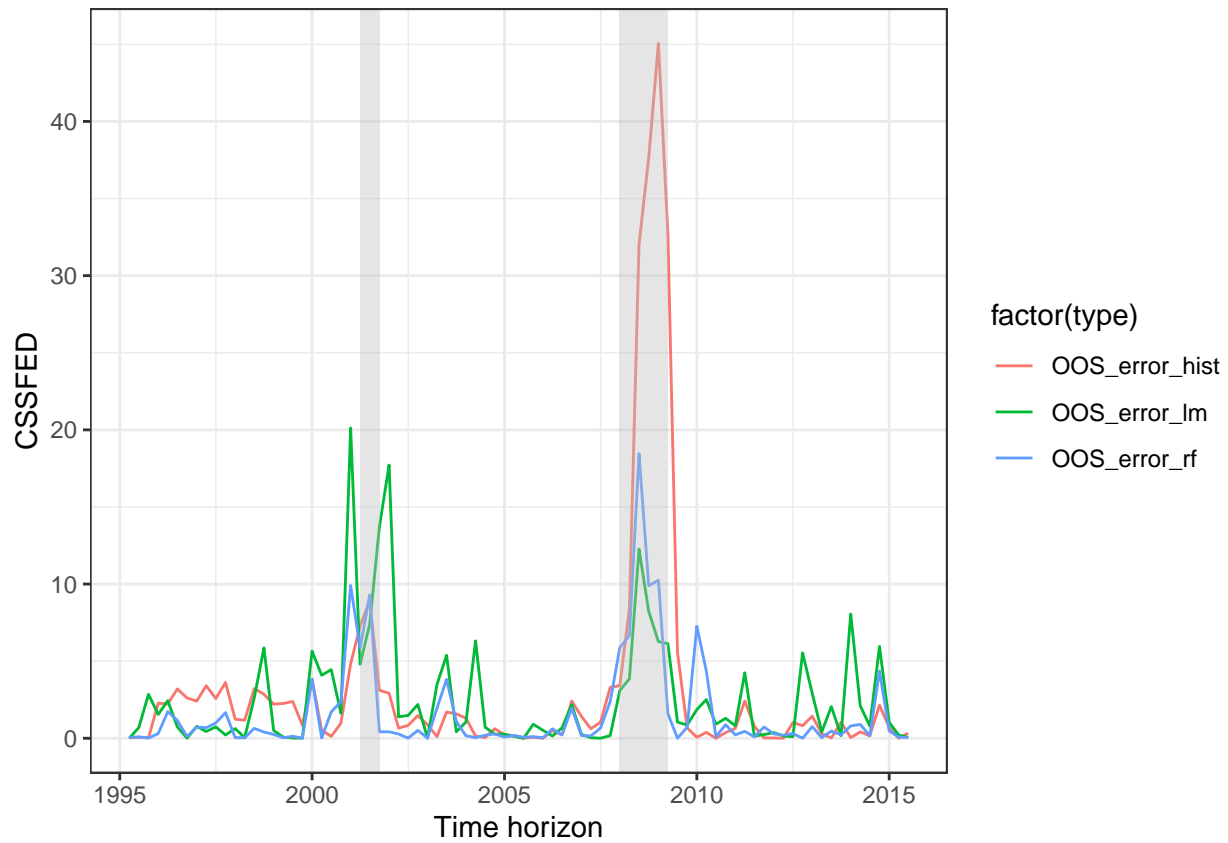 40
30
20
10
0
CSSFED
1995
2000
2005
2010
2015
Time horizon
factor(type)
OOS_error_hist
OOS_error_lm
OOS_error_rf